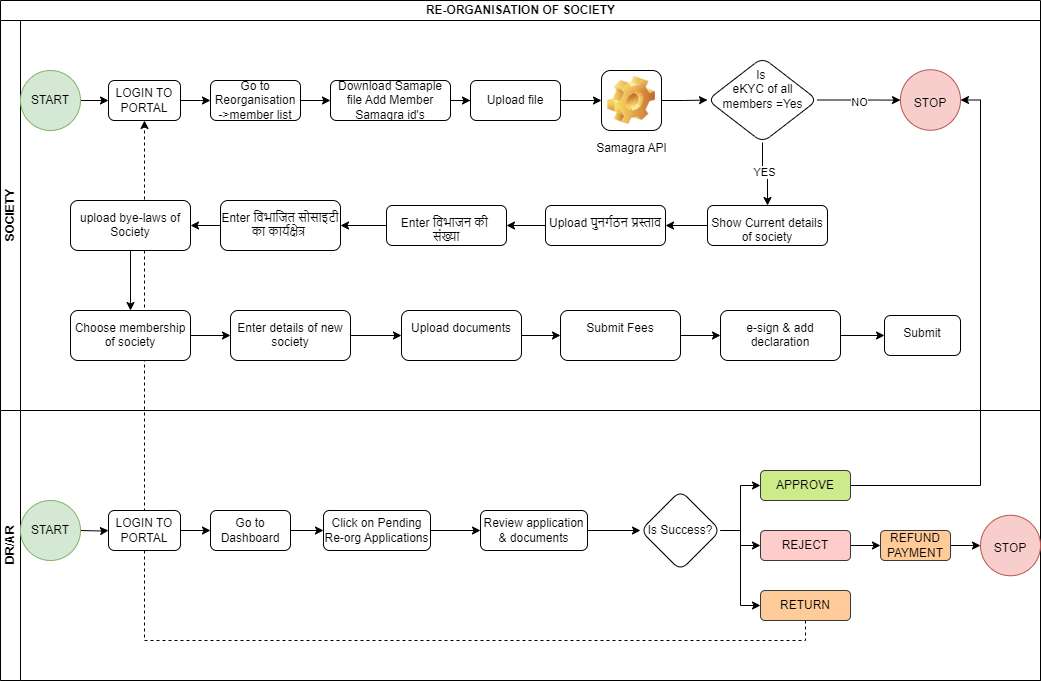 RE-ORGANISATION OF SOCIETY
SOCIETY
START
LOGIN TO
PORTAL
Go to
Reorganisation
->member list
Download Samaple
file Add Member
Samagra id's
Upload file
Samagra API
Is
eKYC of all
members =Yes
NO
STOP
YES
Show Current details
of society
Upload पुनर्गठन प्रस्ताव
Enter विभाजन की
संख्या
Enter विभाजित सोसाइटी
का कार्यक्षेत्र
upload bye-laws of
Society
Choose membership
of society
Enter details of new
society
Upload documents
Submit Fees
e-sign & add
declaration
Submit
DR/AR
START
LOGIN TO
PORTAL
Go to
Dashboard
Click on Pending
Re-org Applications
Review application
& documents
Is Success?
APPROVE
REJECT
REFUND
PAYMENT
STOP
RETURN